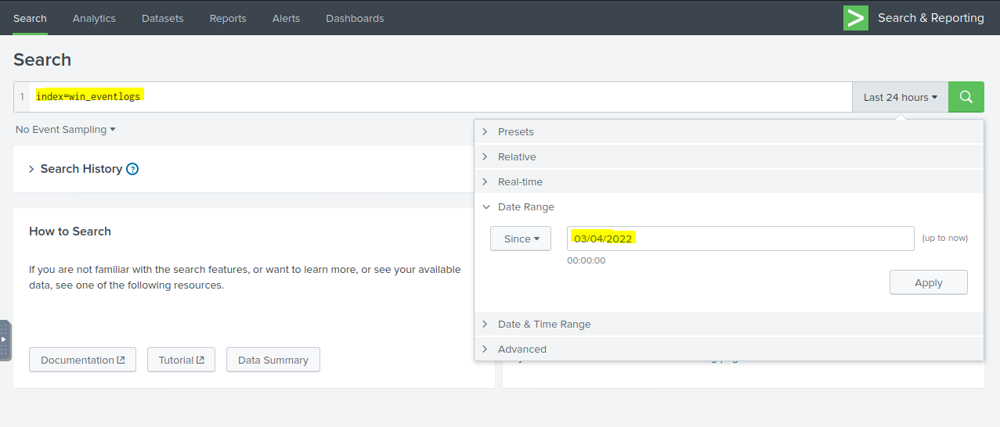 Search Analytics Datasets Reports Alerts Dashboards > Search & Reporting
Search
1 index=win_eventlogs Last 24 hours
No Event Sampling
Presets
Relative
Search History ?
Real-time
Date Range
Since 03/04/2022 (up to now)
00:00:00
Apply
How to Search
If you are not familiar with the search features, or want to learn more, or see your available
data, see one of the following resources.
Date & Time Range
Advanced
Documentation Tutorial Data Summary